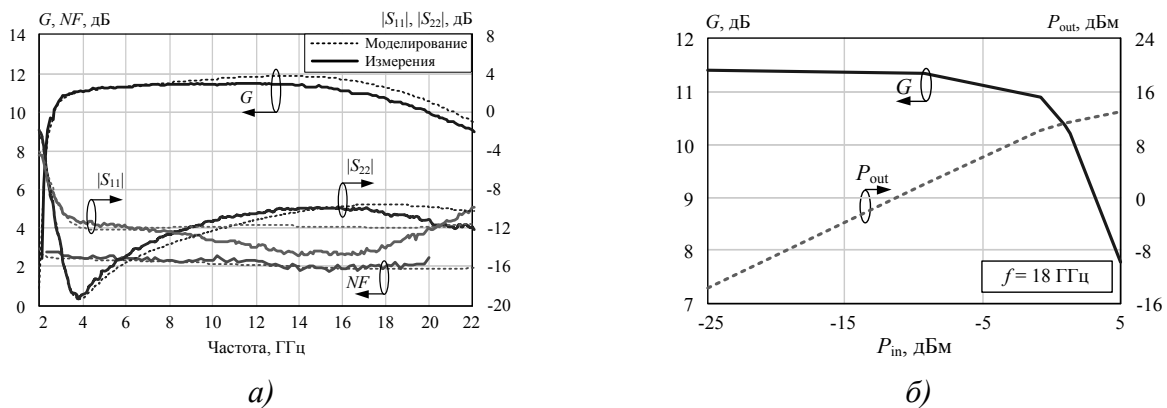 G, NF, дБ
|S11|, |S22|, дБ
14
12
10
8
6
4
2
0
8
4
0
-4
-8
-12
-16
-20
Моделирование
Измерения
G
|S11|
|S22|
NF
2 4 6 8 10 12 14 16 18 20 22
Частота, ГГц
а)
G, дБ
Pout, дБм
12
11
10
9
8
7
24
16
8
0
-8
-16
G
Pout
f = 18 ГГц
-25 -15 -5 5
Pin, дБм
б)